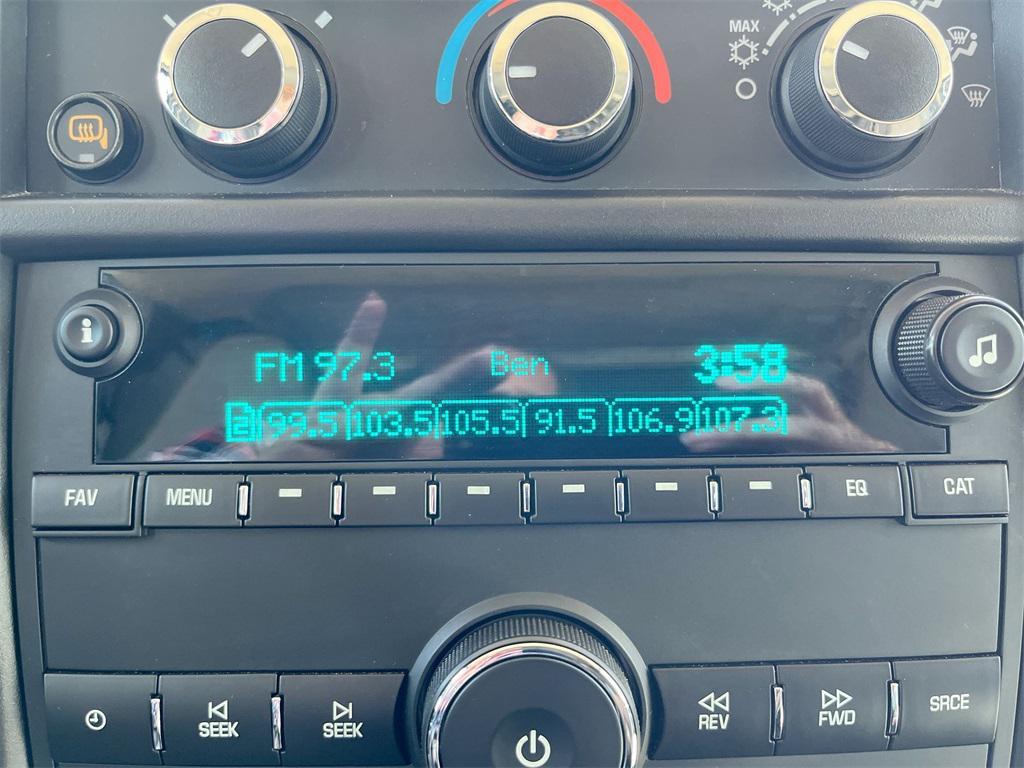 MAX
i
FM 97.3 Ben 3:58
2 99.5 103.5 105.5 91.5 106.9 107.3
FAV MENU EQ CAT
SEEK SEEK REV FWD SRCE